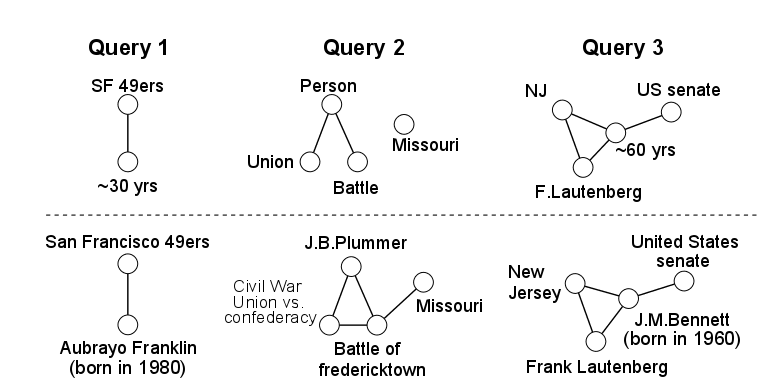 Query 1
Query 2
Query 3
SF 49ers
~30 yrs
Person
Union
Battle
Missouri
NJ
US senate
~60 yrs
F.Lautenberg
San Francisco 49ers
Aubrayo Franklin
(born in 1980)
J.B.Plummer
Civil War
Union vs.
confederacy
Missouri
Battle of
fredericktown
United States
senate
New
Jersey
J.M.Bennett
(born in 1960)
Frank Lautenberg